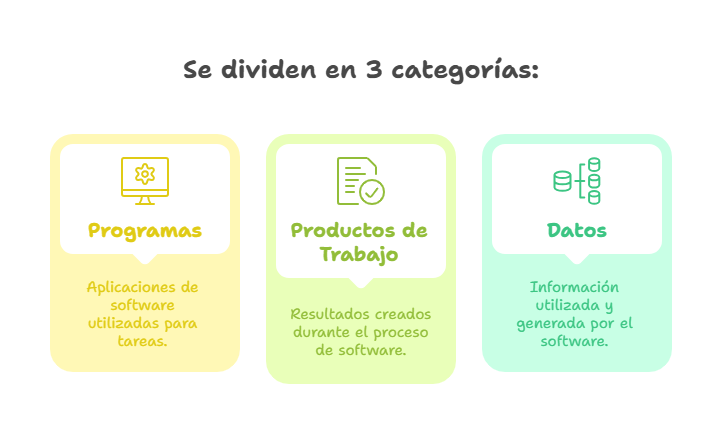 Se dividen en 3 categorías:
Programas
Aplicaciones de
software
utilizadas para
tareas.
Productos de
Trabajo
Resultados creados
durante el proceso
de software.
Datos
Información
utilizada y
generada por el
software.